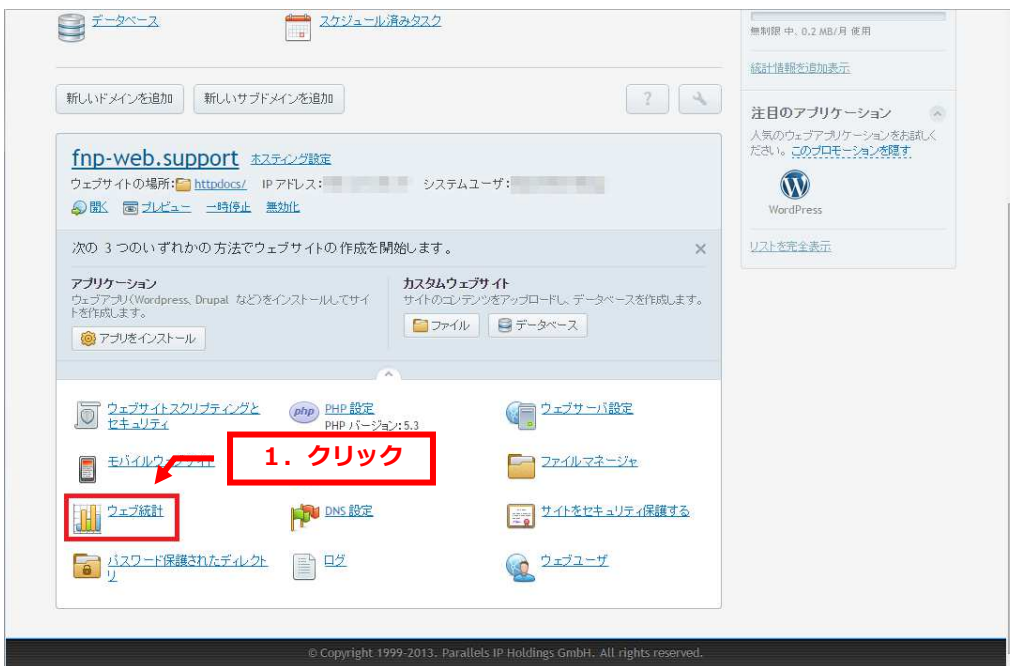 データベース
スケジュール済みタスク
無制限 中、0.2 MB/月 使用
統計情報を追加表示
新しいドメインを追加
新しいサブドメインを追加
?
注目のアプリケーション
人気のウェブアプリケーションをお試しく
ださい。このプロモーションを隠す
WordPress
リストを完全表示
fnp-web.support ホスティング設定
ウェブサイトの場所: httpdocs/ IP アドレス: システムユーザ:
開く プレビュー 一時停止 無効化
次の 3 つのいずれかの方法でウェブサイトの作成を開始します。
アプリケーション
ウェブアプリ(Wordpress、Drupal など)をインストールしてサイ
トを作成します。
アプリをインストール
カスタムウェブサイト
サイトのコンテンツをアップロードし、データベースを作成します。
ファイル
データベース
ウェブサイトスクリプティングと
セキュリティ
php
PHP 設定
PHP バージョン: 5.3
ウェブサーバ設定
モバイルウェブサイト
1．クリック
ファイルマネージャ
ウェブ統計
DNS 設定
サイトをセキュリティ保護する
パスワード保護されたディレクト
リ
ログ
ウェブユーザ
© Copyright 1999-2013. Parallels IP Holdings GmbH. All rights reserved.